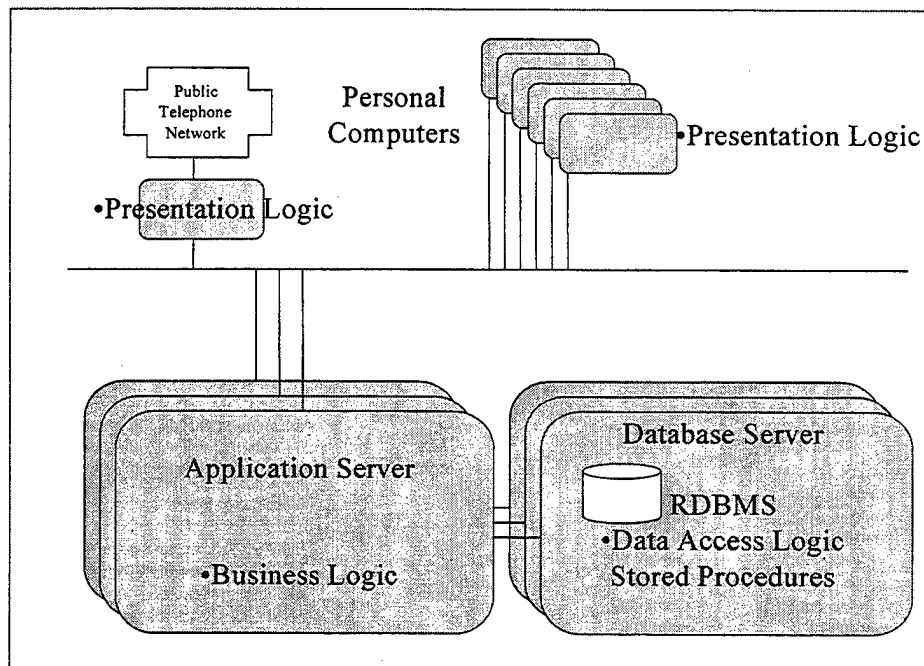 Public
Telephone
Network
Personal
Computers
•Presentation Logic
•Presentation Logic
Application Server
•Business Logic
Database Server
RDBMS
•Data Access Logic
Stored Procedures